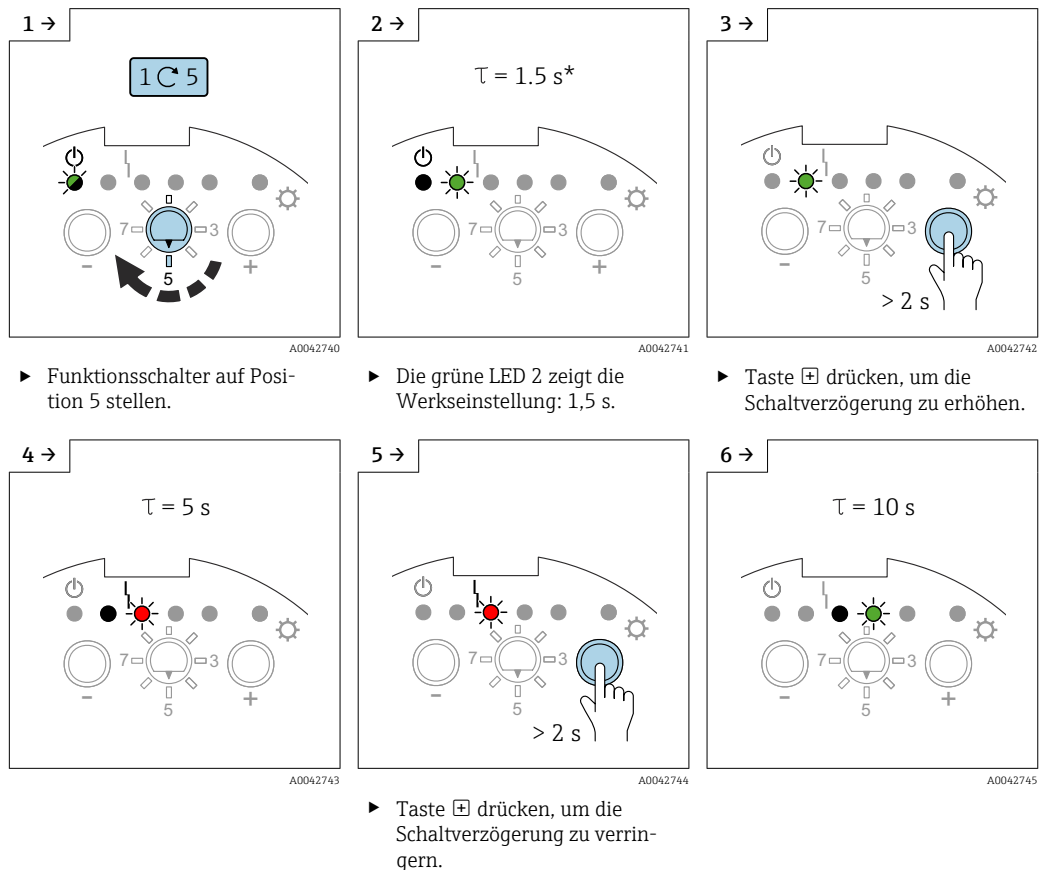 1 →
1 5
7
3
5
–
+
A0042740
▶ Funktionsschalter auf Posi-
tion 5 stellen.
2 →
τ = 1.5 s*
7
3
5
–
+
A0042741
▶ Die grüne LED 2 zeigt die
Werkseinstellung: 1,5 s.
3 →
7
3
5
–
> 2 s
A0042742
▶ Taste ⊞ drücken, um die
Schaltverzögerung zu erhöhen.
4 →
τ = 5 s
7
3
5
–
+
A0042743
5 →
7
3
5
–
> 2 s
A0042744
▶ Taste ⊞ drücken, um die
Schaltverzögerung zu verrin-
gern.
6 →
τ = 10 s
7
3
5
–
+
A0042745